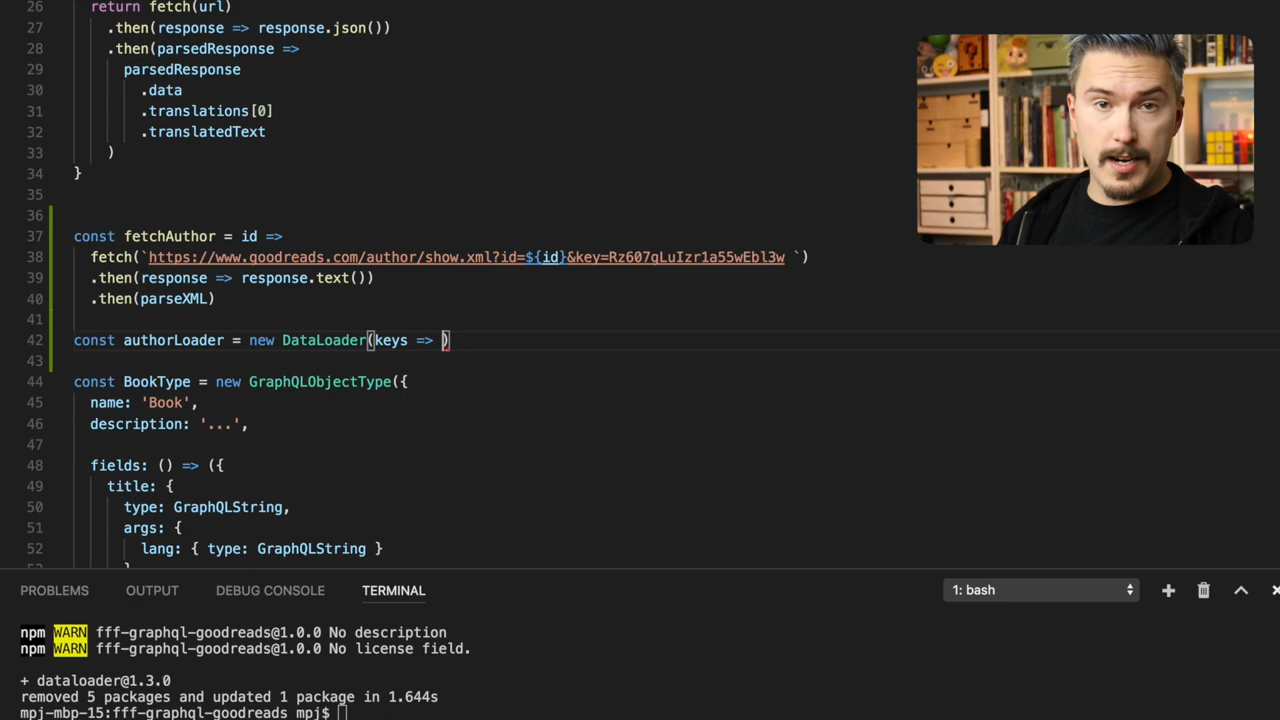 26 return fetch(url)
27 .then(response => response.json())
28 .then(parsedResponse =>
29 parsedResponse
30 .data
31 .translations[0]
32 .translatedText
33 )
34 }
35
36
37 const fetchAuthor = id =>
38 fetch(`https://www.goodreads.com/author/show.xml?id=${id}&key=Rz607qLuIzr1a55wEbl3w `)
39 .then(response => response.text())
40 .then(parseXML)
41
42 const authorLoader = new DataLoader(keys => )
43
44 const BookType = new GraphQLObjectType({
45 name: 'Book',
46 description: '...',
47
48 fields: () => ({
49 title: {
50 type: GraphQLString,
51 args: {
52 lang: { type: GraphQLString }
}
PROBLEMS OUTPUT DEBUG CONSOLE TERMINAL 1: bash
npm WARN fff-graphql-goodreads@1.0.0 No description
npm WARN fff-graphql-goodreads@1.0.0 No license field.
+ dataloader@1.3.0
removed 5 packages and updated 1 package in 1.644s
mpj-mbp-15:fff-graphql-goodreads mpj$